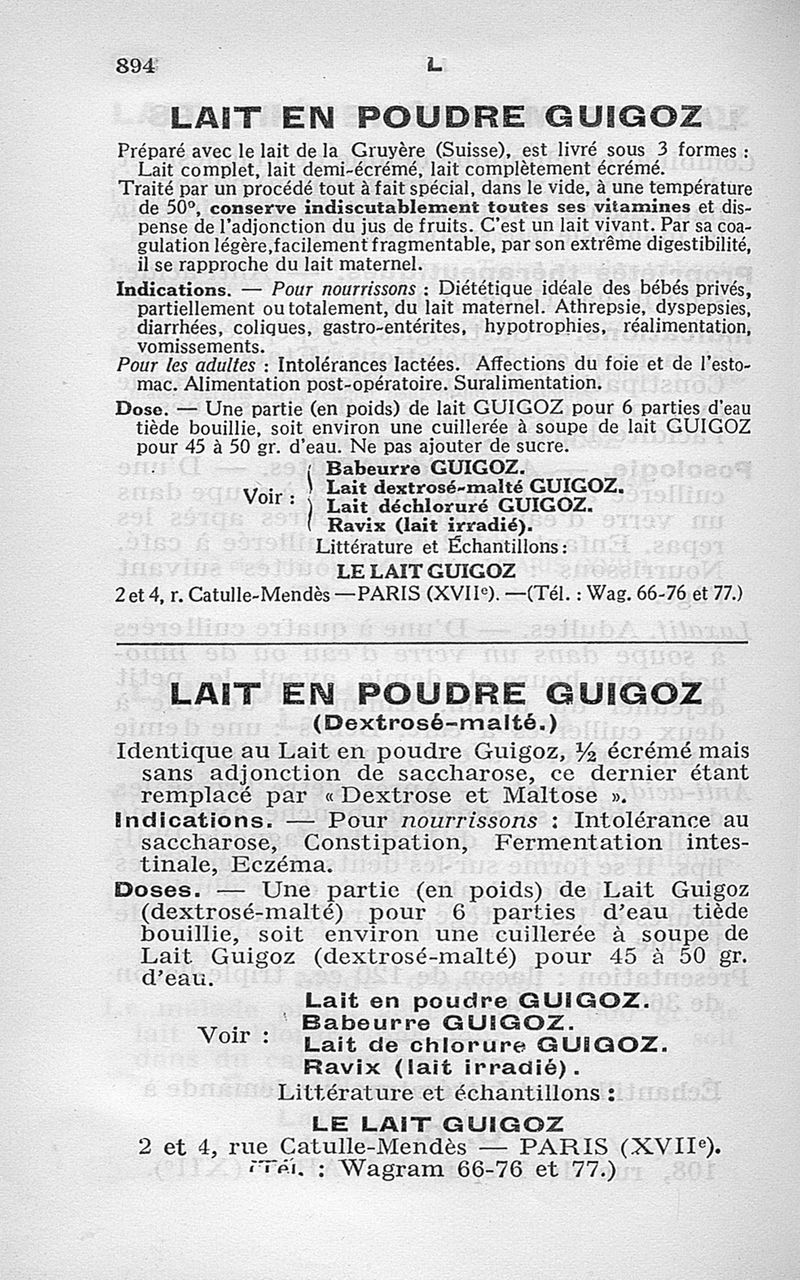 894
L
LAIT EN POUDRE GUIGOZ
Préparé avec le lait de la Gruyère (Suisse), est livré sous 3 formes :
Lait complet, lait demi-écrémé, lait complètement écrémé.
Traité par un procédé tout à fait spécial, dans le vide, à une température
de 50°, conserve indiscutablement toutes ses vitamines et dis-
pense de l'adjonction du jus de fruits. C'est un lait vivant. Par sa coa-
gulation légère, facilement fragmentable, par son extrême digestibilité,
il se rapproche du lait maternel.
Indications. — Pour nourrissons : Diététique idéale des bébés privés,
partiellement ou totalement, du lait maternel. Athrepsie, dyspepsies,
diarrhées, coliques, gastro-entérites, hypotrophies, réalimentation,
vomissements.
Pour les adultes : Intolérances lactées. Affections du foie et de l'esto-
mac. Alimentation post-opératoire. Suralimentation.
Dose. — Une partie (en poids) de lait GUIGOZ pour 6 parties d'eau
tiède bouillie, soit environ une cuillerée à soupe de lait GUIGOZ
pour 45 à 50 gr. d'eau. Ne pas ajouter de sucre.
Voir :
Babeurre GUIGOZ.
Lait dextrosé-malté GUIGOZ.
Lait déchloruré GUIGOZ.
Ravix (lait irradié).
Littérature et Échantillons :
LE LAIT GUIGOZ
2 et 4, r. Catulle-Mendès — PARIS (XVIIe). — (Tél. : Wag. 66-76 et 77.)
LAIT EN POUDRE GUIGOZ
(Dextrosé-malté.)
Identique au Lait en poudre Guigoz, ½ écrémé mais
sans adjonction de saccharose, ce dernier étant
remplacé par « Dextrose et Maltose ».
Indications. — Pour nourrissons : Intolérance au
saccharose, Constipation, Fermentation intes-
tinale, Eczéma.
Doses. — Une partie (en poids) de Lait Guigoz
(dextrosé-malté) pour 6 parties d'eau tiède
bouillie, soit environ une cuillerée à soupe de
Lait Guigoz (dextrosé-malté) pour 45 à 50 gr.
d'eau.
Voir :
Lait en poudre GUIGOZ.
Babeurre GUIGOZ.
Lait de chlorure GUIGOZ.
Ravix (lait irradié).
Littérature et échantillons :
LE LAIT GUIGOZ
2 et 4, rue Catulle-Mendès — PARIS (XVIIe).
(Tél. : Wagram 66-76 et 77.)